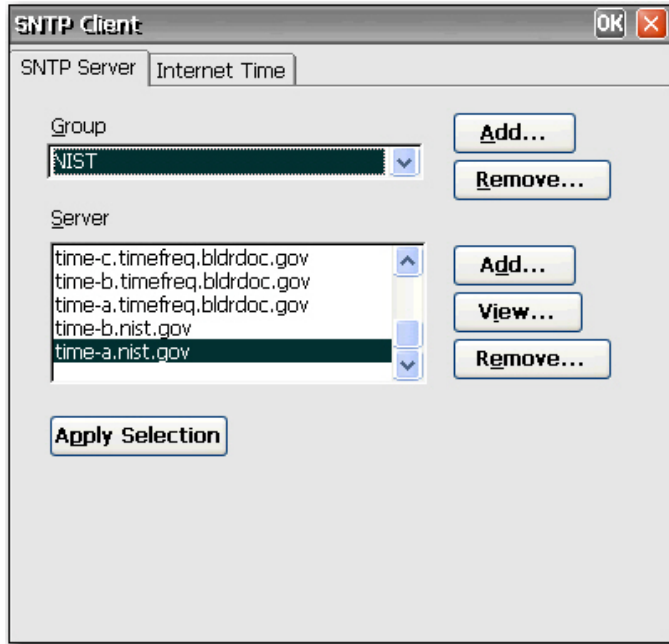 SNTP Client OK
SNTP Server Internet Time
Group
Add...
NIST
Remove...
Server
time-c.timefreq.bldrdoc.gov
time-b.timefreq.bldrdoc.gov
time-a.timefreq.bldrdoc.gov
time-b.nist.gov
time-a.nist.gov
Add...
View...
Remove...
Apply Selection